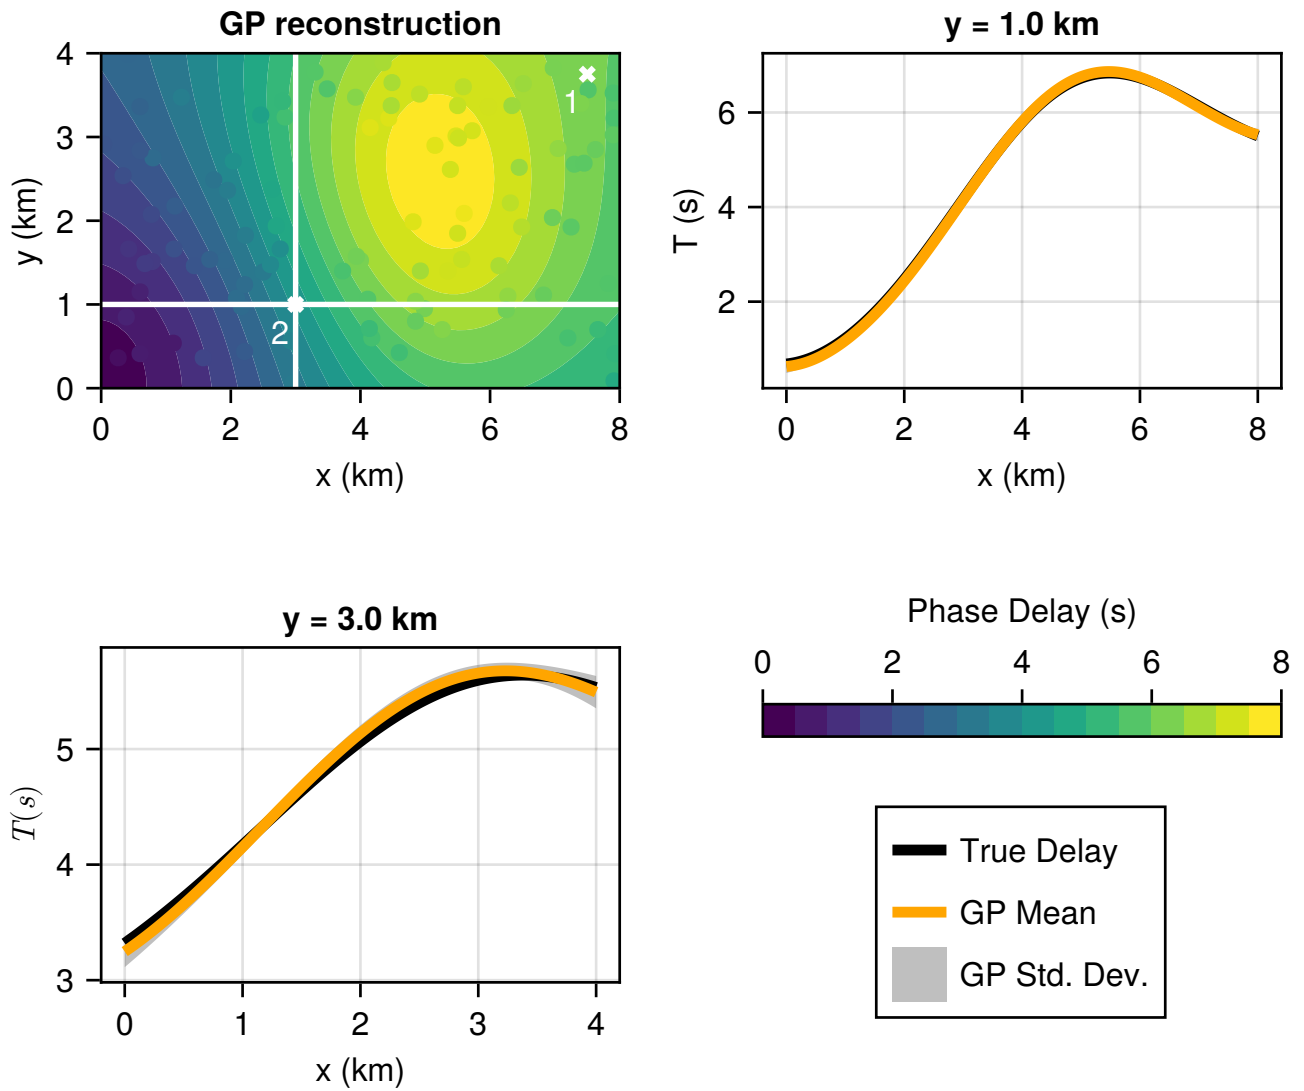 GP reconstruction
4
3
2
1
0
y (km)
1
2
0
2
4
6
8
x (km)
y = 1.0 km
6
4
2
T (s)
0
2
4
6
8
x (km)
y = 3.0 km
5
4
3
T(s)
0
1
2
3
4
x (km)
Phase Delay (s)
0
2
4
6
8
True Delay
GP Mean
GP Std. Dev.